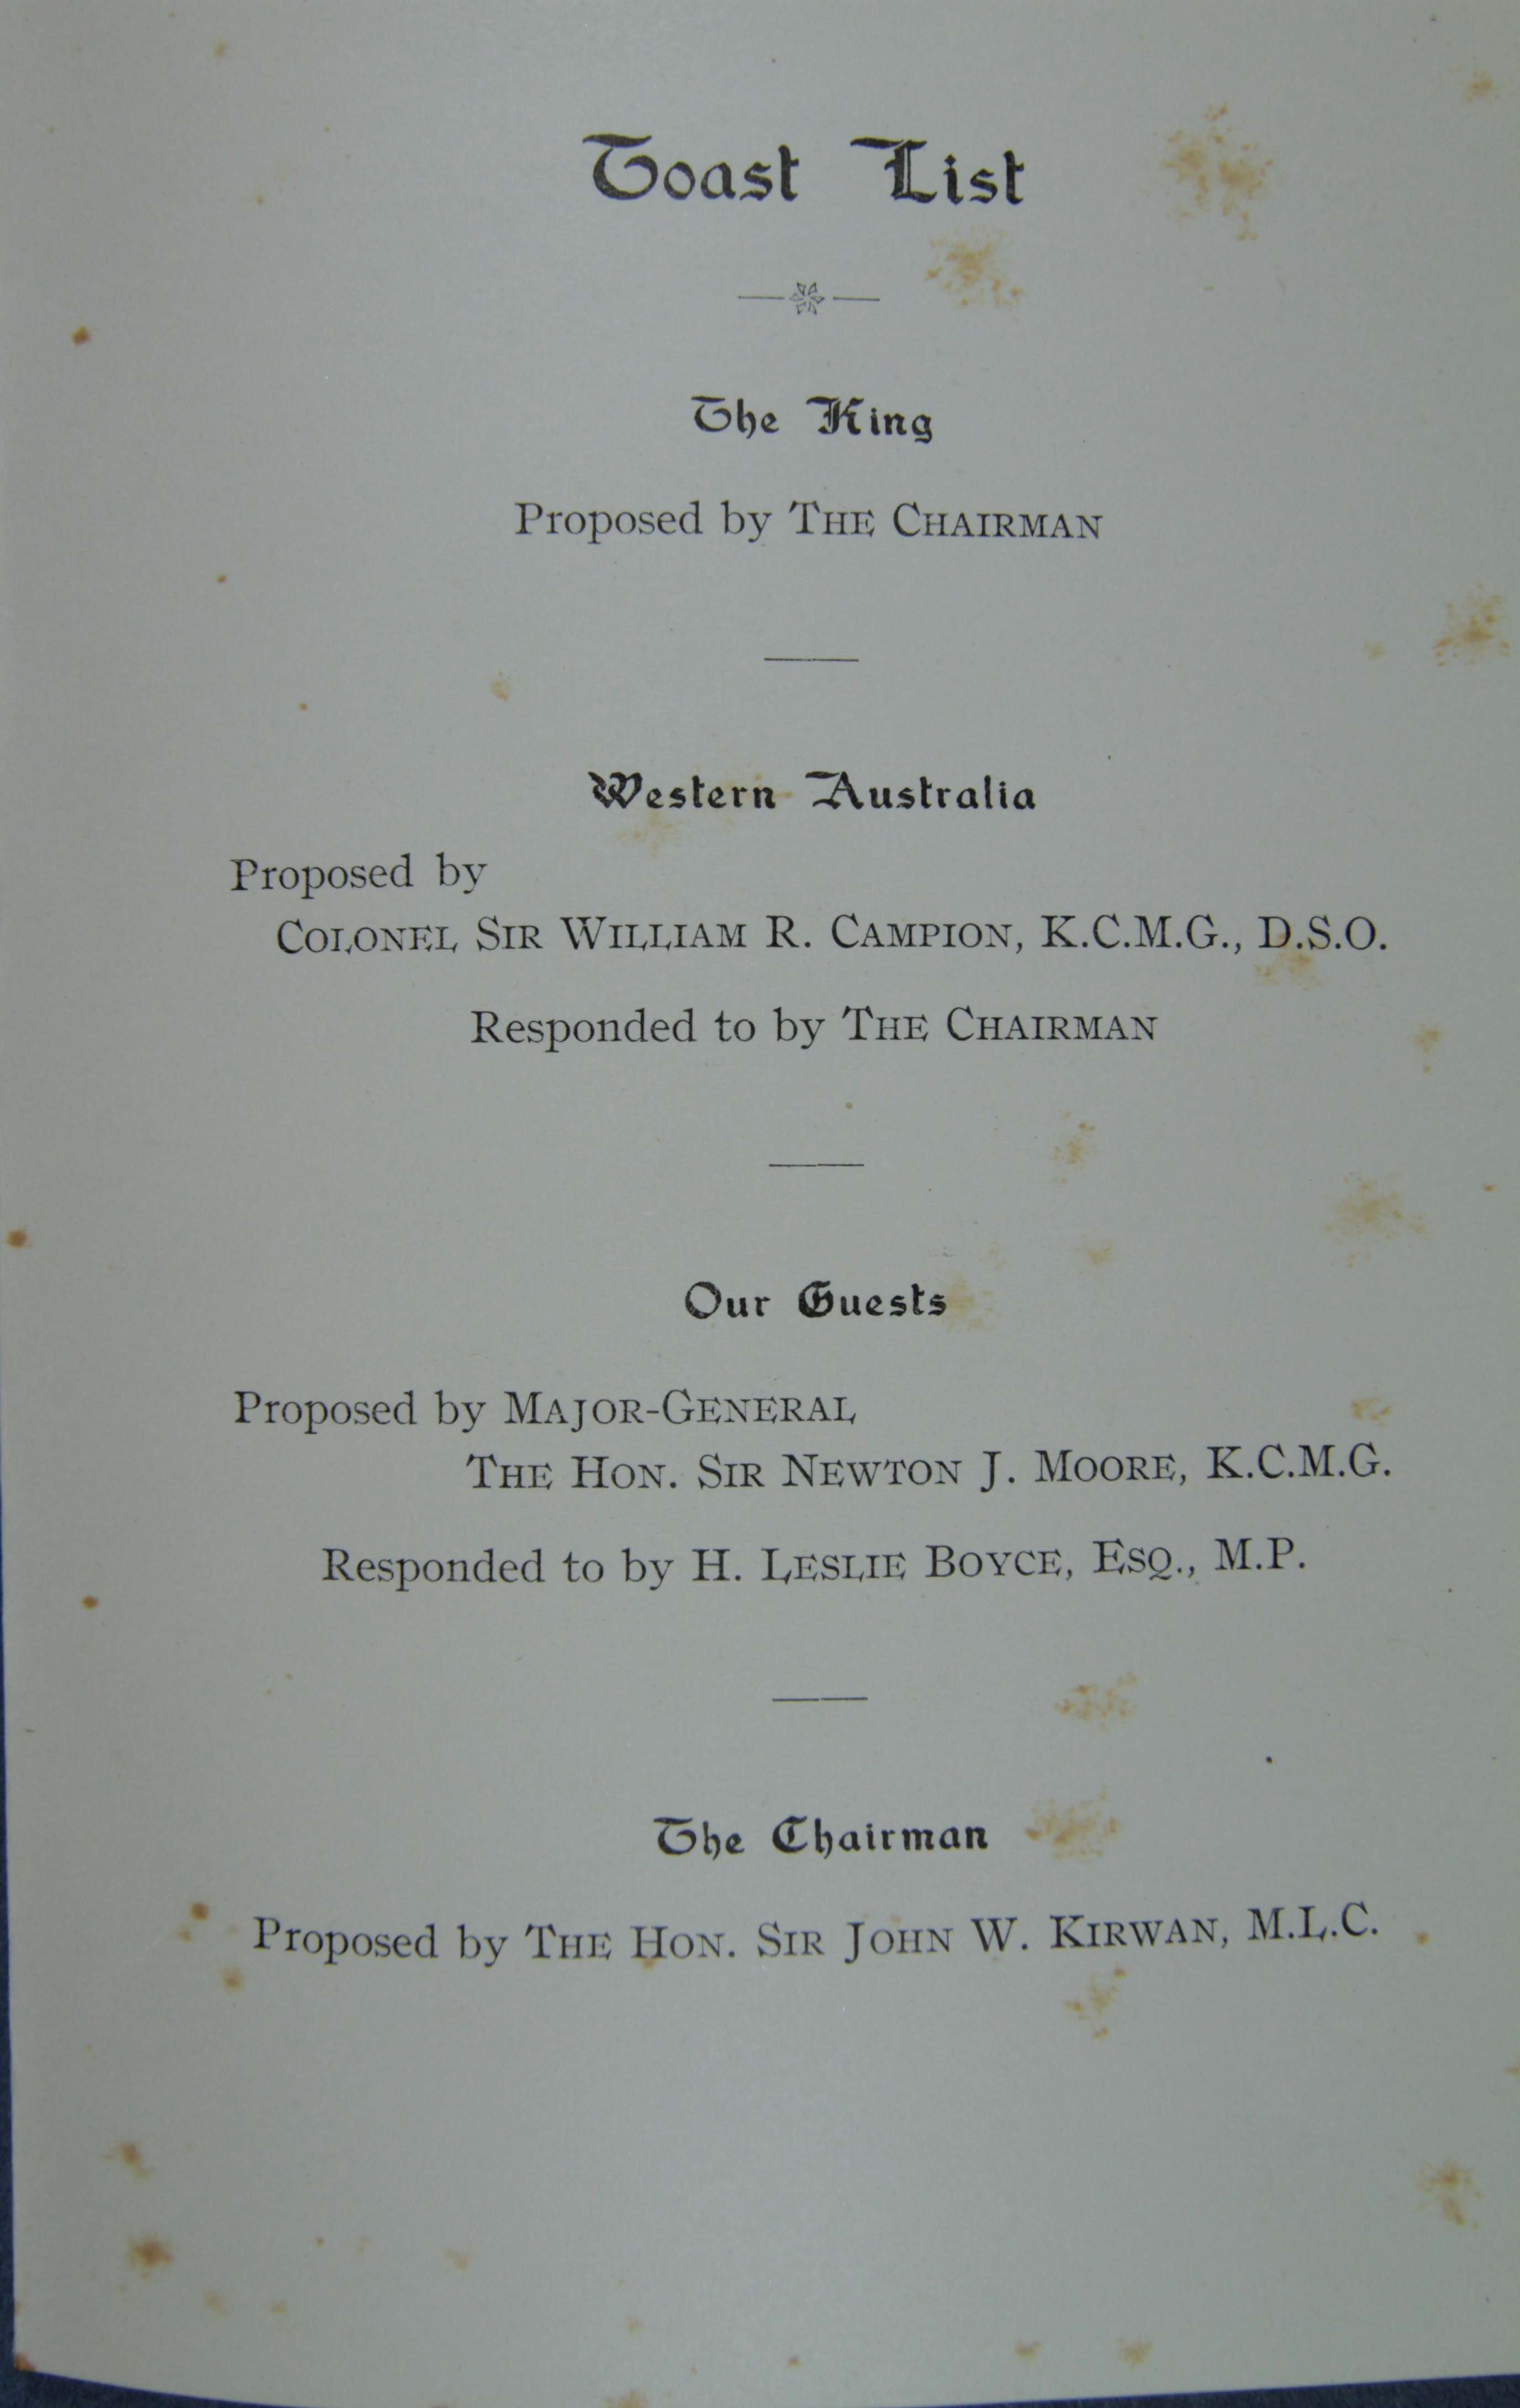 Toast List
The King
Proposed by THE CHAIRMAN
Western Australia
Proposed by
COLONEL SIR WILLIAM R. CAMPION, K.C.M.G., D.S.O.
Responded to by THE CHAIRMAN
Our Guests
Proposed by MAJOR-GENERAL
THE HON. SIR NEWTON J. MOORE, K.C.M.G.
Responded to by H. LESLIE BOYCE, ESQ., M.P.
The Chairman
Proposed by THE HON. SIR JOHN W. KIRWAN, M.L.C.